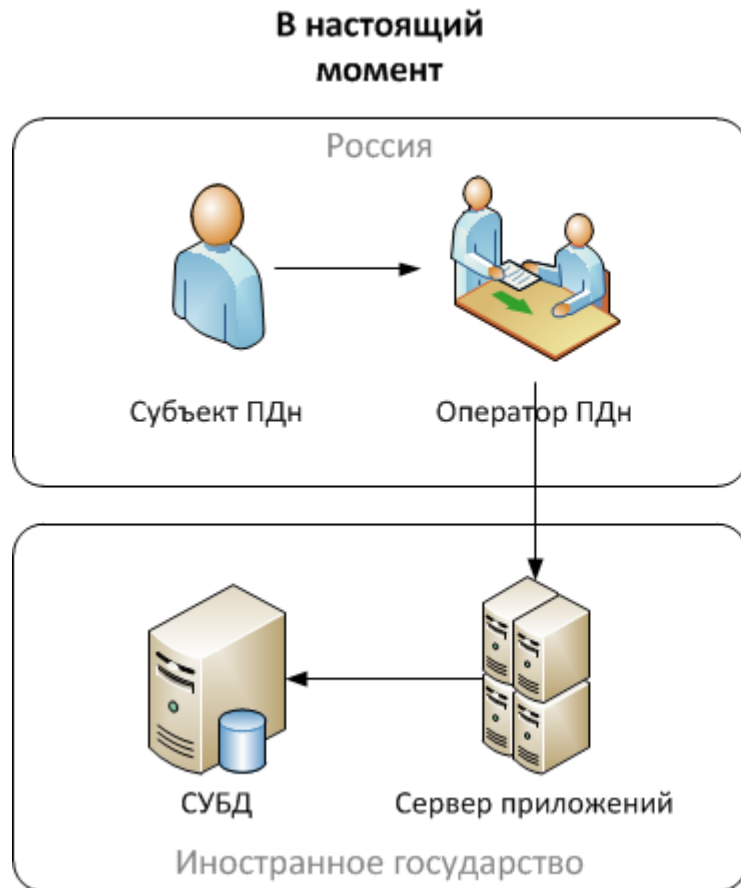 В настоящий
момент
Россия
Субъект ПДн
Оператор ПДн
СУБД
Сервер приложений
Иностранное государство